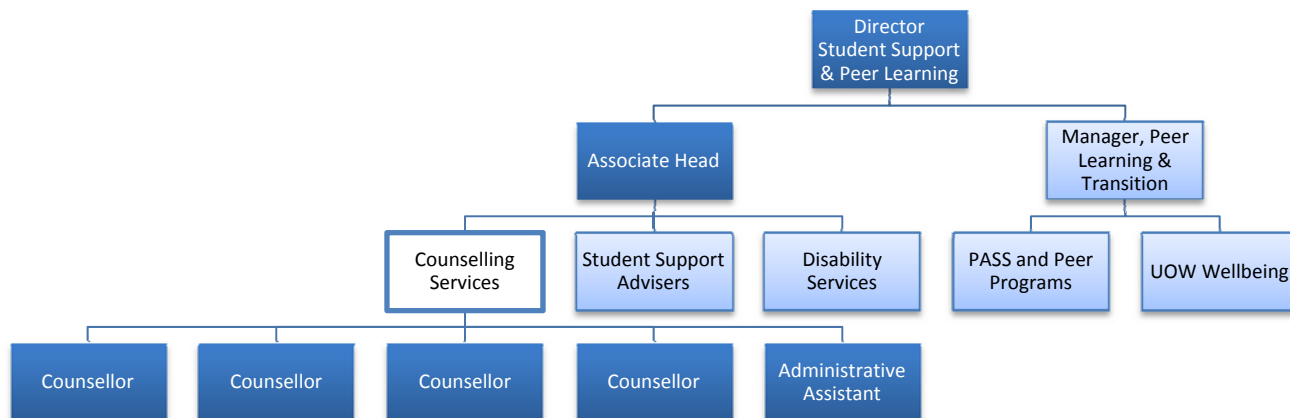 Director
Student Support
& Peer Learning
Associate Head
Manager, Peer
Learning &
Transition
Counselling
Services
Student Support
Advisers
Disability
Services
PASS and Peer
Programs
UOW Wellbeing
Counsellor
Counsellor
Counsellor
Counsellor
Administrative
Assistant